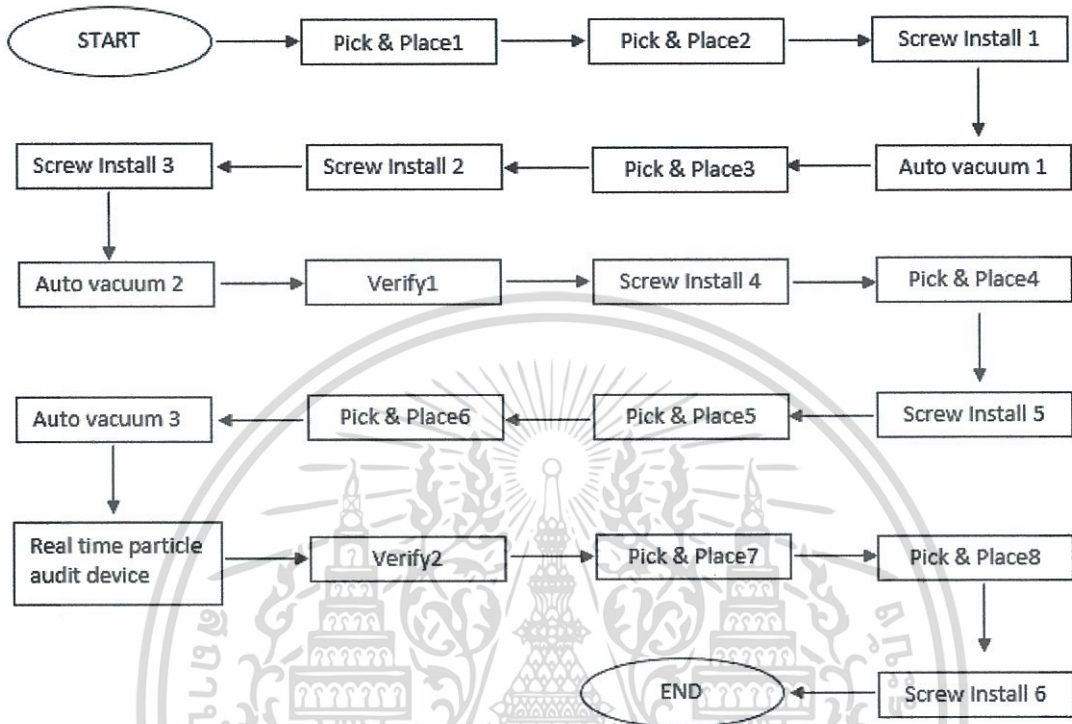 START
Pick & Place1
Pick & Place2
Screw Install 1
Auto vacuum 1
Pick & Place3
Screw Install 2
Screw Install 3
Auto vacuum 2
Verify1
Screw Install 4
Pick & Place4
Screw Install 5
Pick & Place5
Pick & Place6
Auto vacuum 3
Real time particle
audit device
Verify2
Pick & Place7
Pick & Place8
Screw Install 6
END